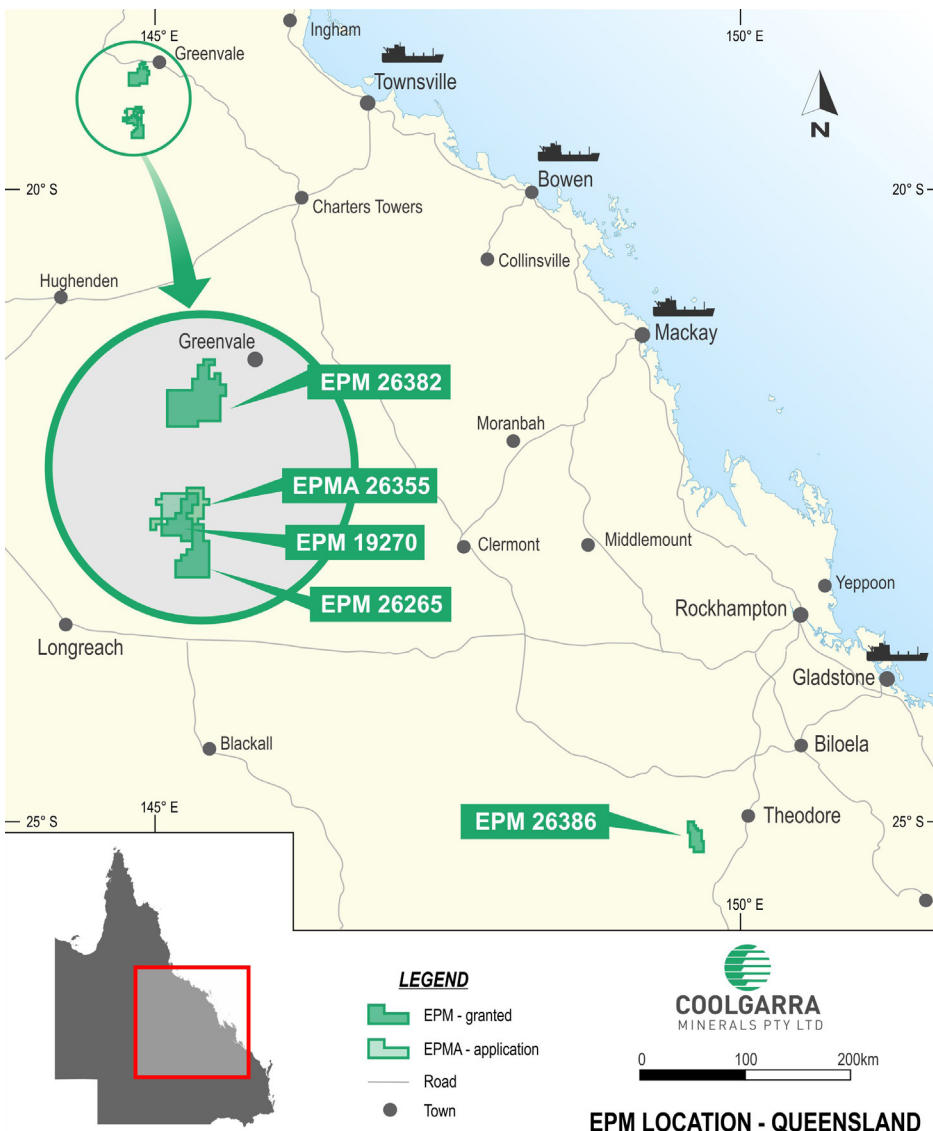 145° E
150° E
Ingham
Greenvale
Townsville
N
Bowen
20° S
20° S
Charters Towers
Collinsville
Hughenden
Mackay
Greenvale
EPM 26382
Moranbah
EPMA 26355
EPM 19270
Clermont
Middlemount
Yeppoon
EPM 26265
Rockhampton
Longreach
Gladstone
Blackall
Biloela
145° E
25° S
EPM 26386
Theodore
25° S
150° E
LEGEND
EPM - granted
EPMA - application
Road
Town
COOLGARRA
MINERALS PTY LTD
0 100 200km
EPM LOCATION - QUEENSLAND